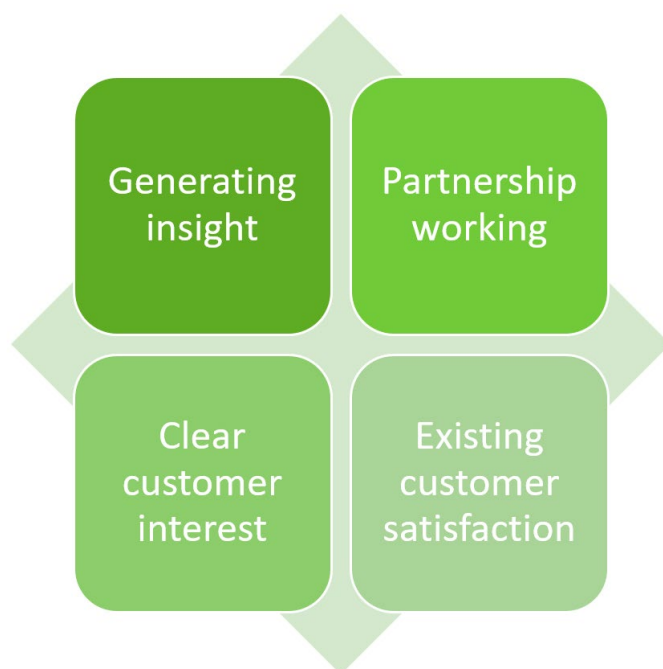 Generating
insight
Partnership
working
Clear
customer
interest
Existing
customer
satisfaction